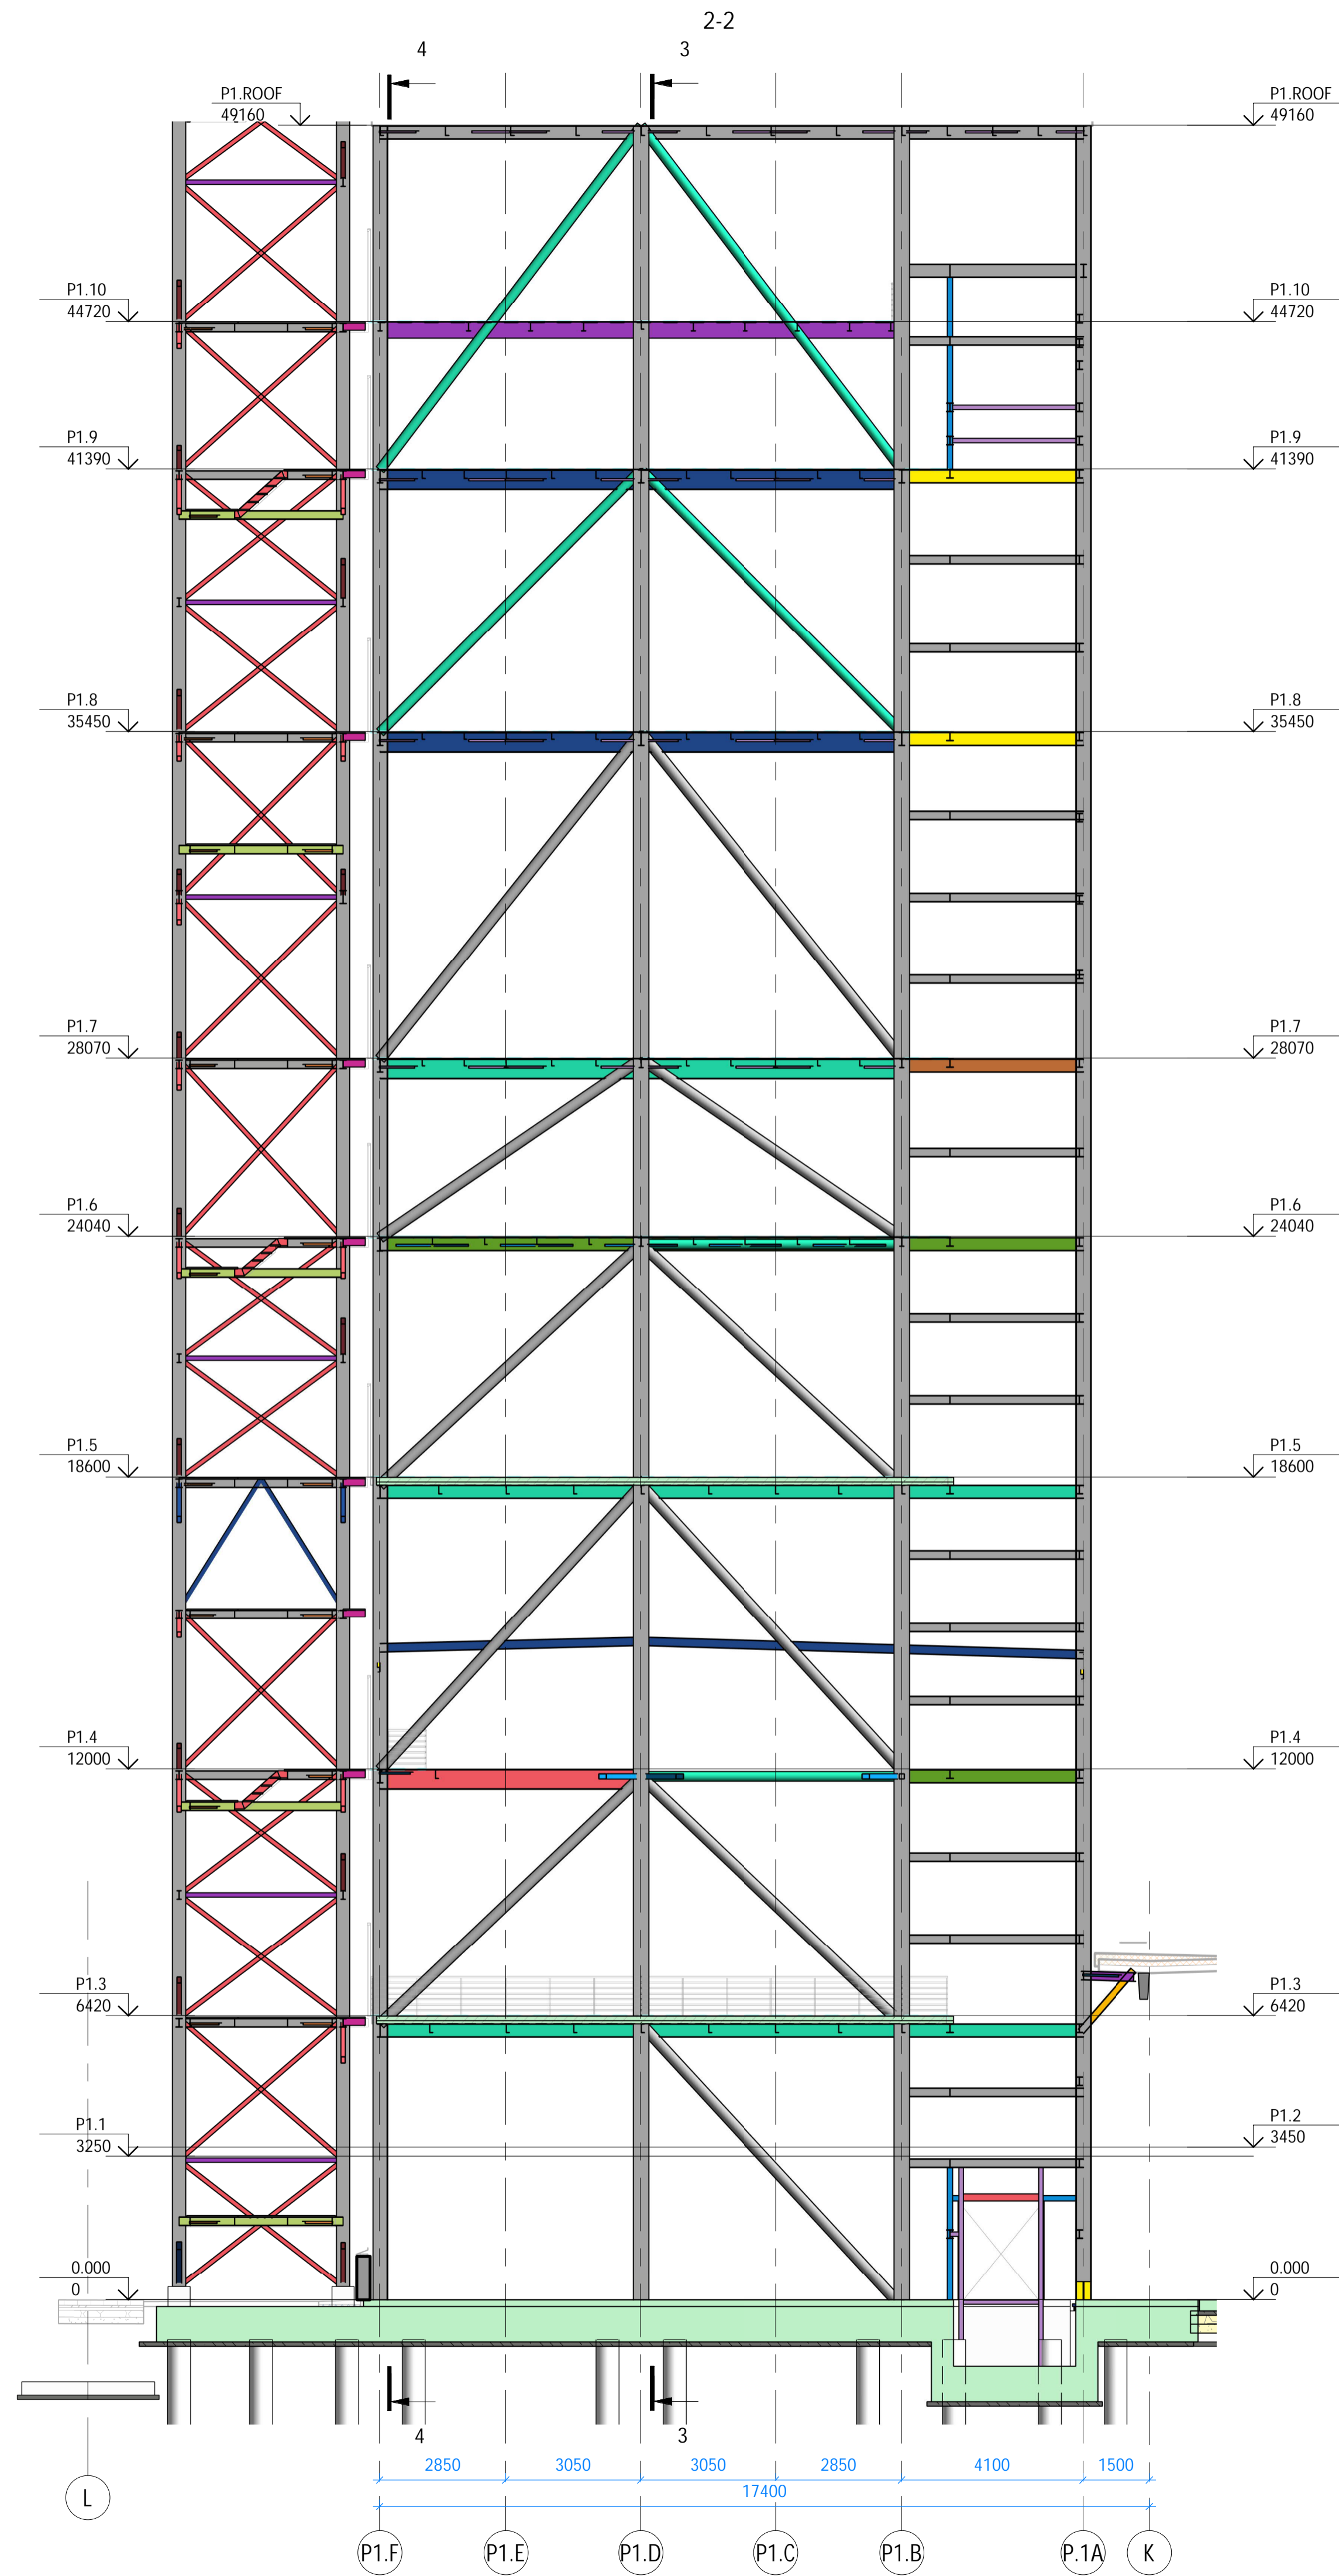 2-2
4 3
P1.ROOF P1.ROOF
49160 49160
P1.10 P1.10
44720 44720
P1.9 P1.9
41390 41390
P1.8 P1.8
35450 35450
P1.7 P1.7
28070 28070
P1.6 P1.6
24040 24040
P1.5 P1.5
18600 18600
P1.4 P1.4
12000 12000
P1.3 P1.3
6420 6420
P1.1 P1.2
3250 3450
0.000 0.000
0 0
4 3
2850 3050 3050 2850 4100 1500
17400
L
P1.F P1.E P1.D P1.C P1.B P.1A K